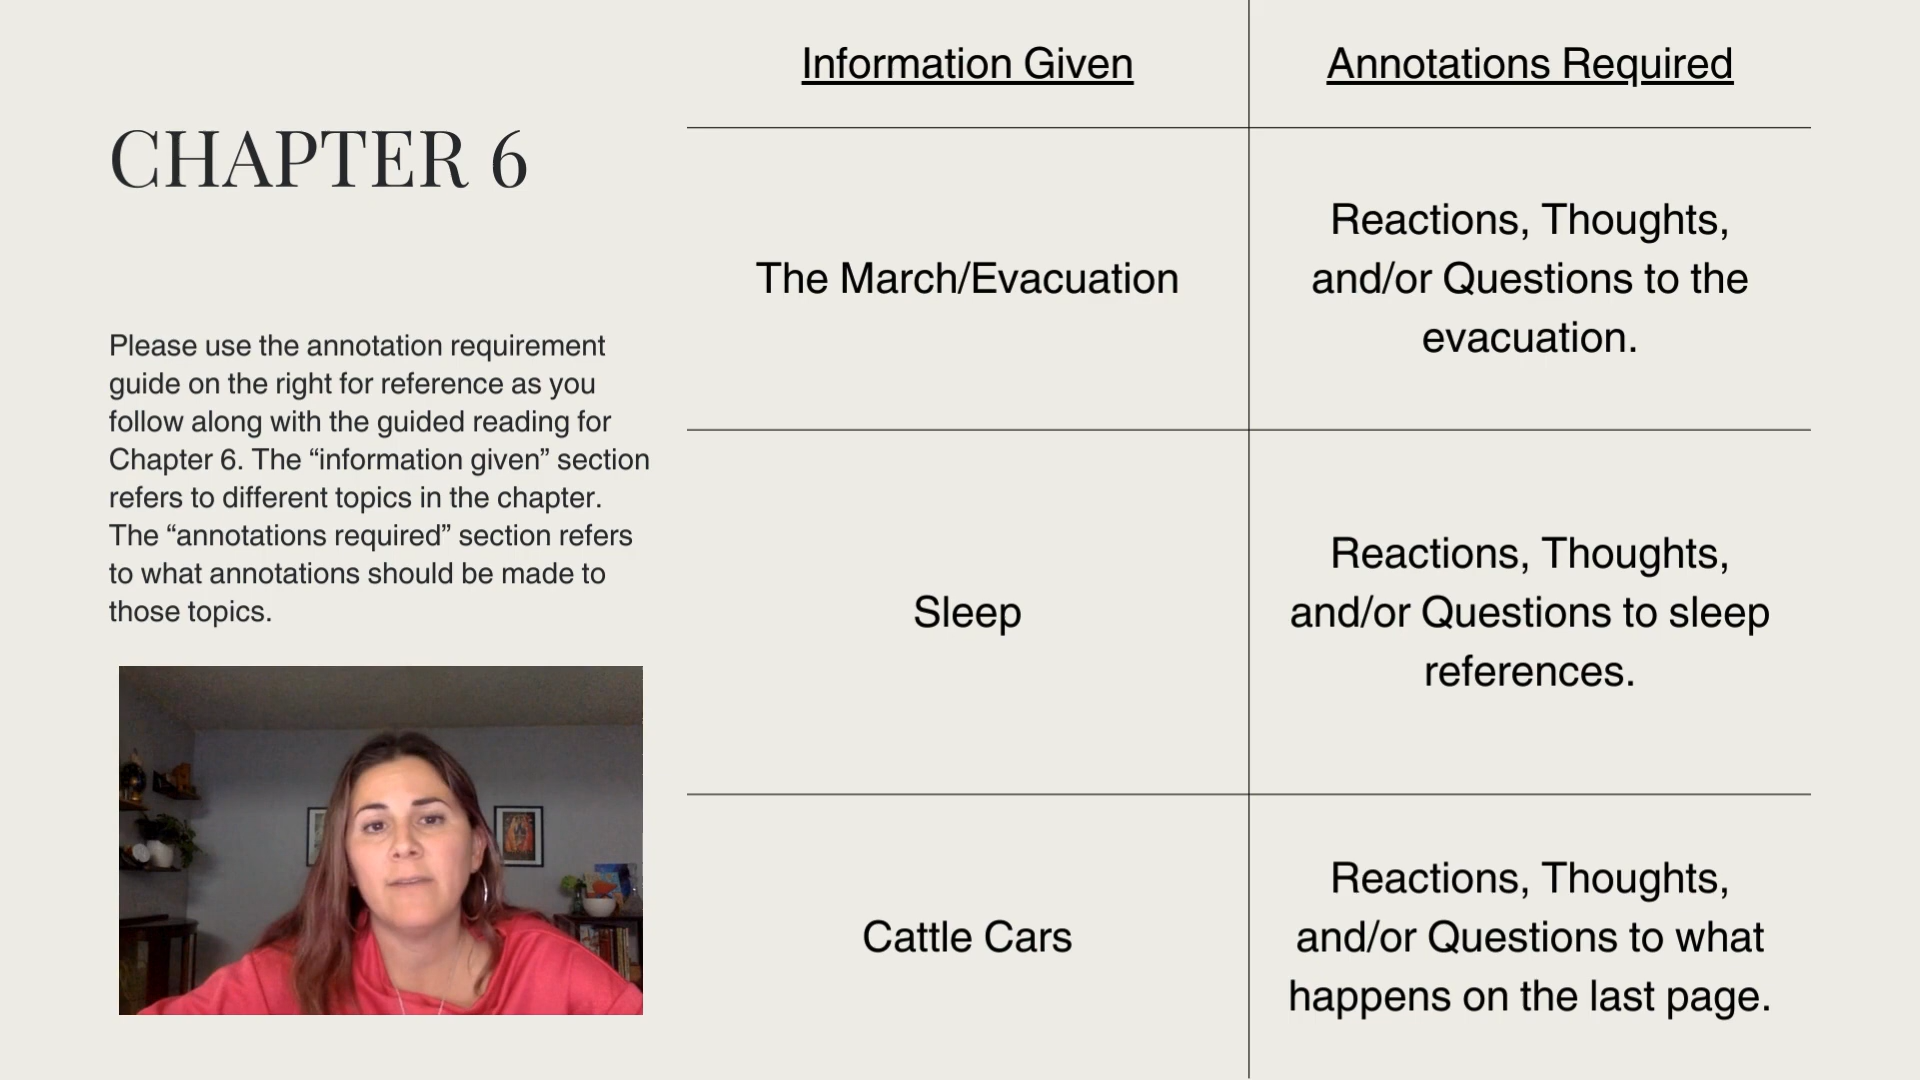 CHAPTER 6
Please use the annotation requirement
guide on the right for reference as you
follow along with the guided reading for
Chapter 6. The “information given” section
refers to different topics in the chapter.
The “annotations required” section refers
to what annotations should be made to
those topics.
Information Given
Annotations Required
The March/Evacuation
Reactions, Thoughts,
and/or Questions to the
evacuation.
Sleep
Reactions, Thoughts,
and/or Questions to sleep
references.
Cattle Cars
Reactions, Thoughts,
and/or Questions to what
happens on the last page.